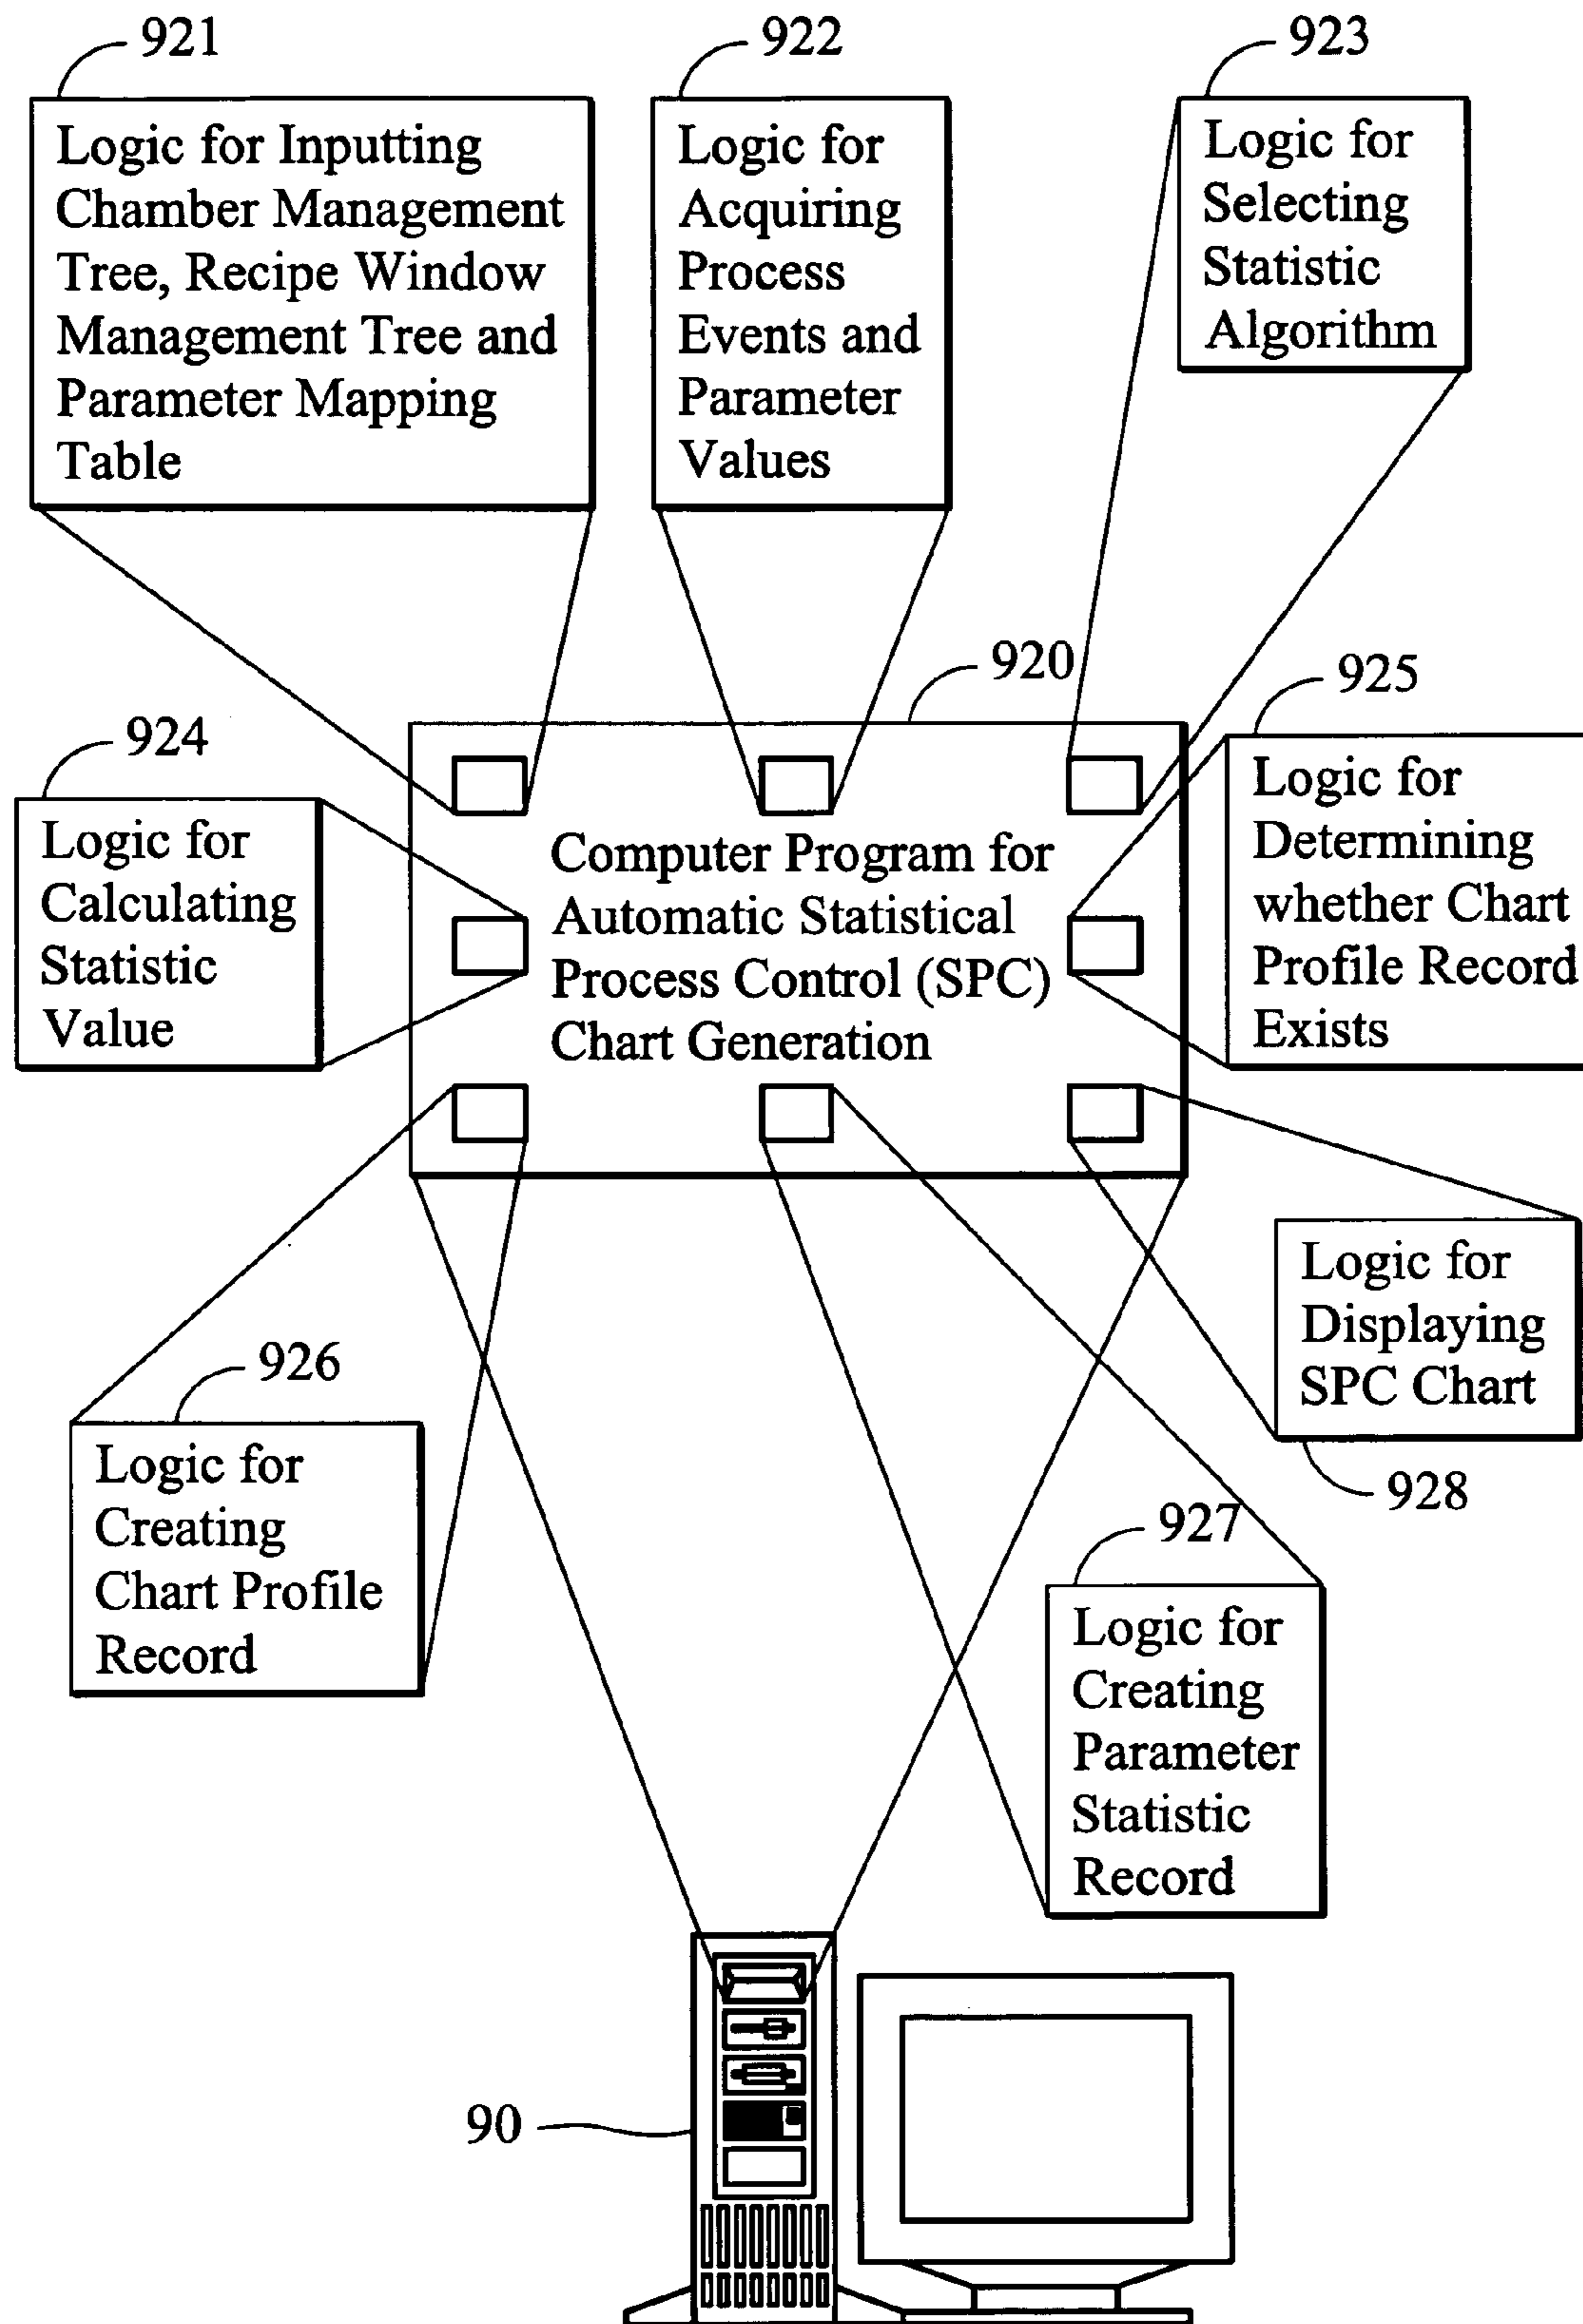 921
Logic for Inputting
Chamber Management
Tree, Recipe Window
Management Tree and
Parameter Mapping
Table
922
Logic for
Acquiring
Process
Events and
Parameter
Values
923
Logic for
Selecting
Statistic
Algorithm
920
924
Logic for
Calculating
Statistic
Value
Computer Program for
Automatic Statistical
Process Control (SPC)
Chart Generation
925
Logic for
Determining
whether Chart
Profile Record
Exists
926
Logic for
Creating
Chart Profile
Record
927
Logic for
Creating
Parameter
Statistic
Record
Logic for
Displaying
SPC Chart
928
90